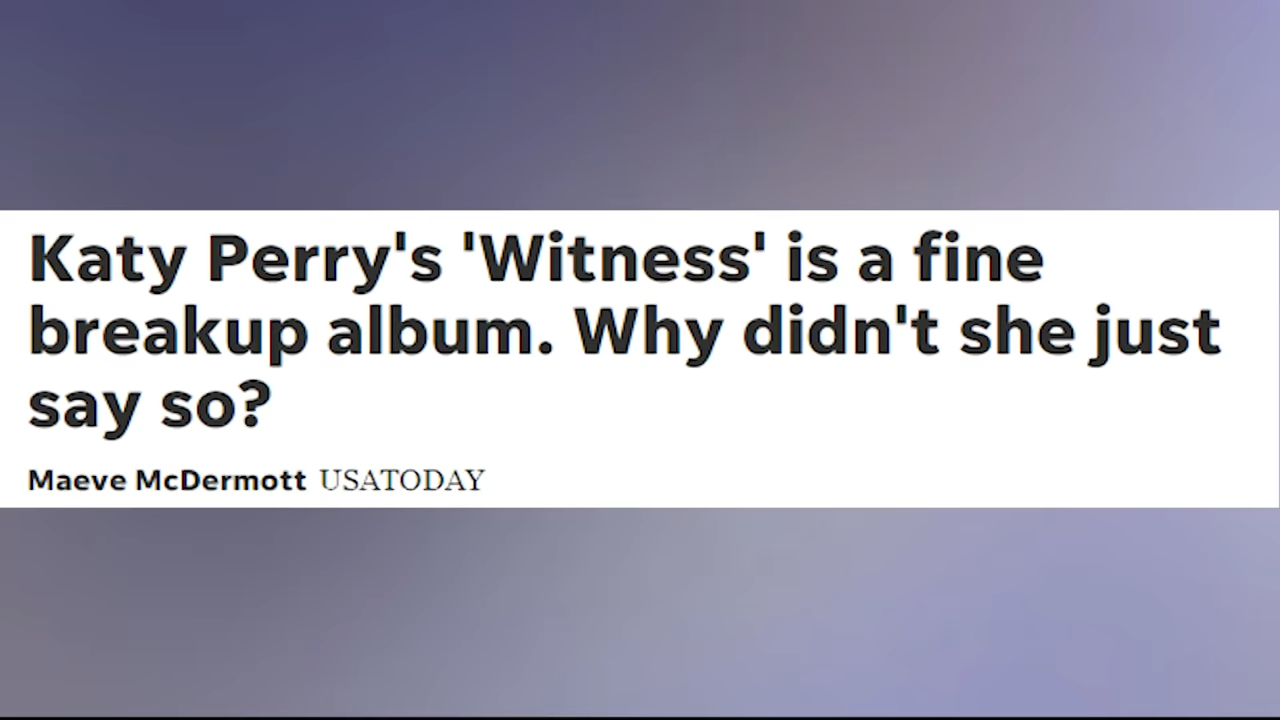 Katy Perry's 'Witness' is a fine
breakup album. Why didn't she just
say so?
Maeve McDermott USATODAY